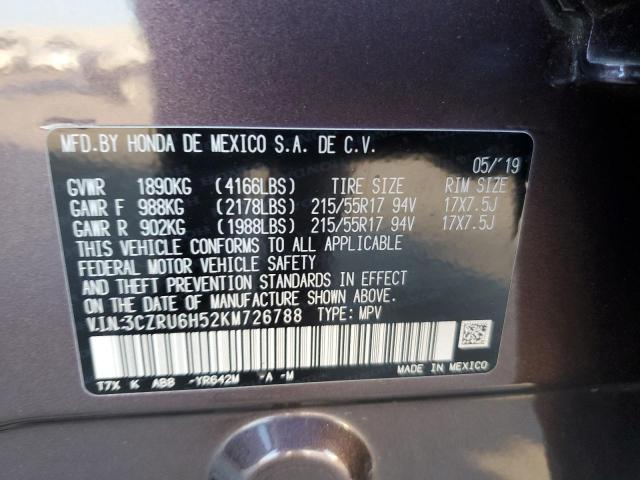 MFD.BY HONDA DE MEXICO S.A. DE C.V.
05/'19
GVWR 1890KG (4166LBS) TIRE SIZE RIM SIZE
GAWR F 988KG (2178LBS) 215/55R17 94V 17X7.5J
GAWR R 902KG (1988LBS) 215/55R17 94V 17X7.5J
THIS VEHICLE CONFORMS TO ALL APPLICABLE
FEDERAL MOTOR VEHICLE SAFETY
AND THEFT PREVENTION STANDARDS IN EFFECT
ON THE DATE OF MANUFACTURE SHOWN ABOVE.
V.I.N.:3CZRU6H52KM726788 TYPE: MPV
T7X K AB8 -YR642M -A -M
MADE IN MEXICO